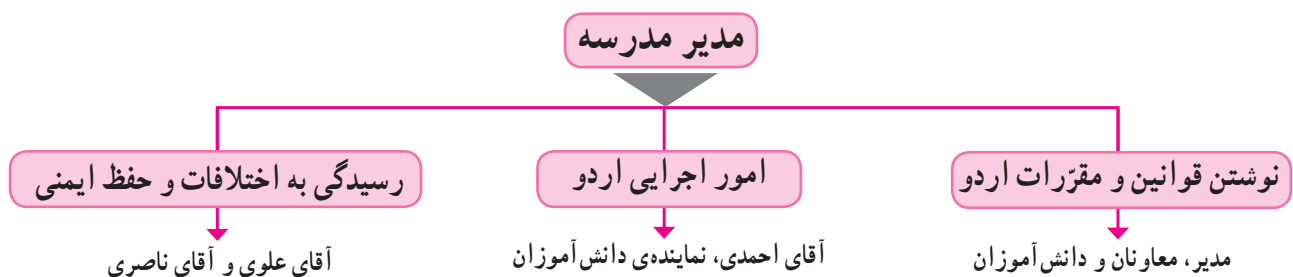 مدیر مدرسه
نوشتن قوانین و مقرّرات اردو
امور اجرایی اردو
رسیدگی به اختلافات و حفظ ایمنی
مدیر، معاونان و دانش‌آموزان
آقای احمدی، نماینده‌ی دانش‌آموزان
آقای علوی و آقای ناصری